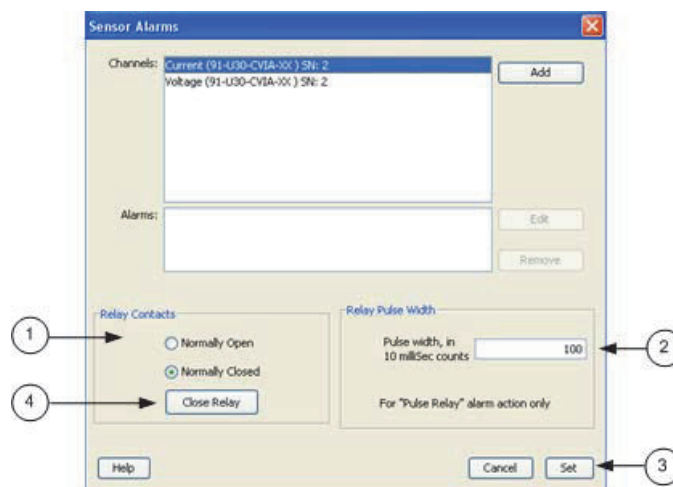 Sensor Alarms
Channels:
Current (91-U30-CVIA-XX ) SN: 2
Voltage (91-U30-CVIA-XX ) SN: 2
Add
Alarms:
Edit
Remove
Relay Contacts
1
Normally Open
Normally Closed
4
Close Relay
Relay Pulse Width
Pulse width, in
10 milliSec counts
100
2
For "Pulse Relay" alarm action only
Help
Cancel
Set
3